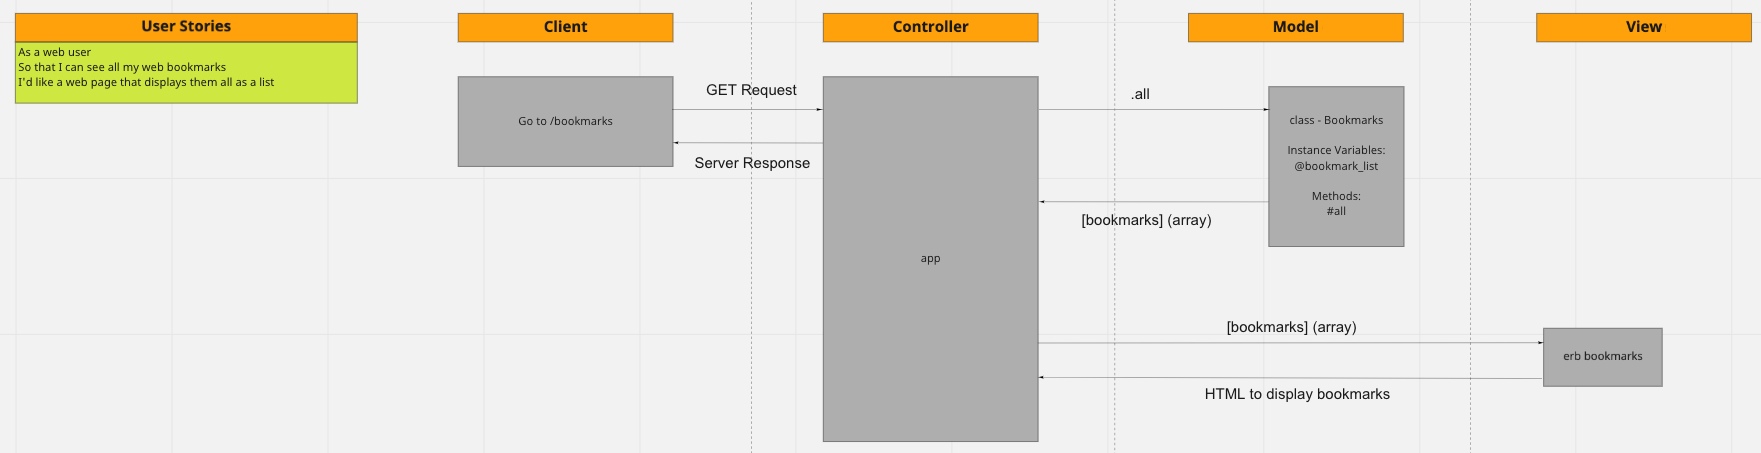 User Stories
Client
Controller
Model
View
As a web user
So that I can see all my web bookmarks
I'd like a web page that displays them all as a list
Go to /bookmarks
GET Request
Server Response
app
.all
[bookmarks] (array)
class - Bookmarks
Instance Variables:
@bookmark_list
Methods:
#all
[bookmarks] (array)
HTML to display bookmarks
erb bookmarks